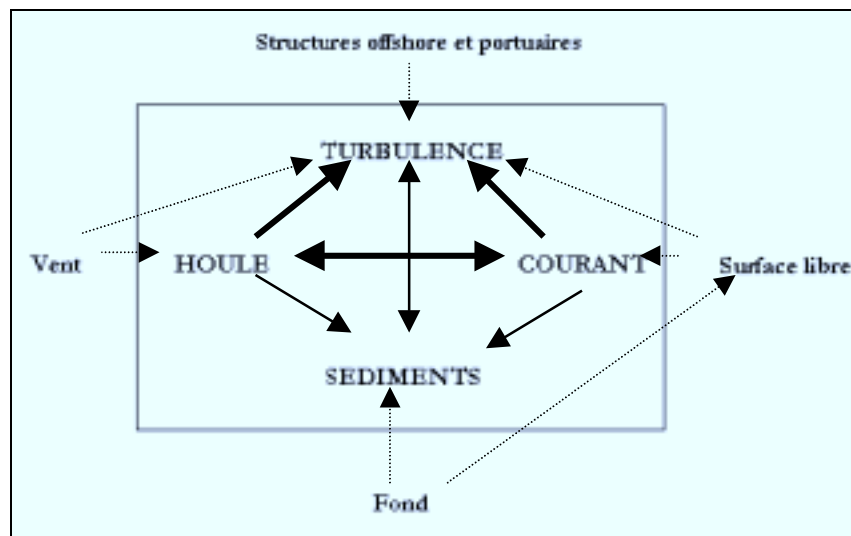 Structures offshore et portuaires
TURBULENCE
Vent
HOULE
COURANT
Surface libre
SEDIMENTS
Fond